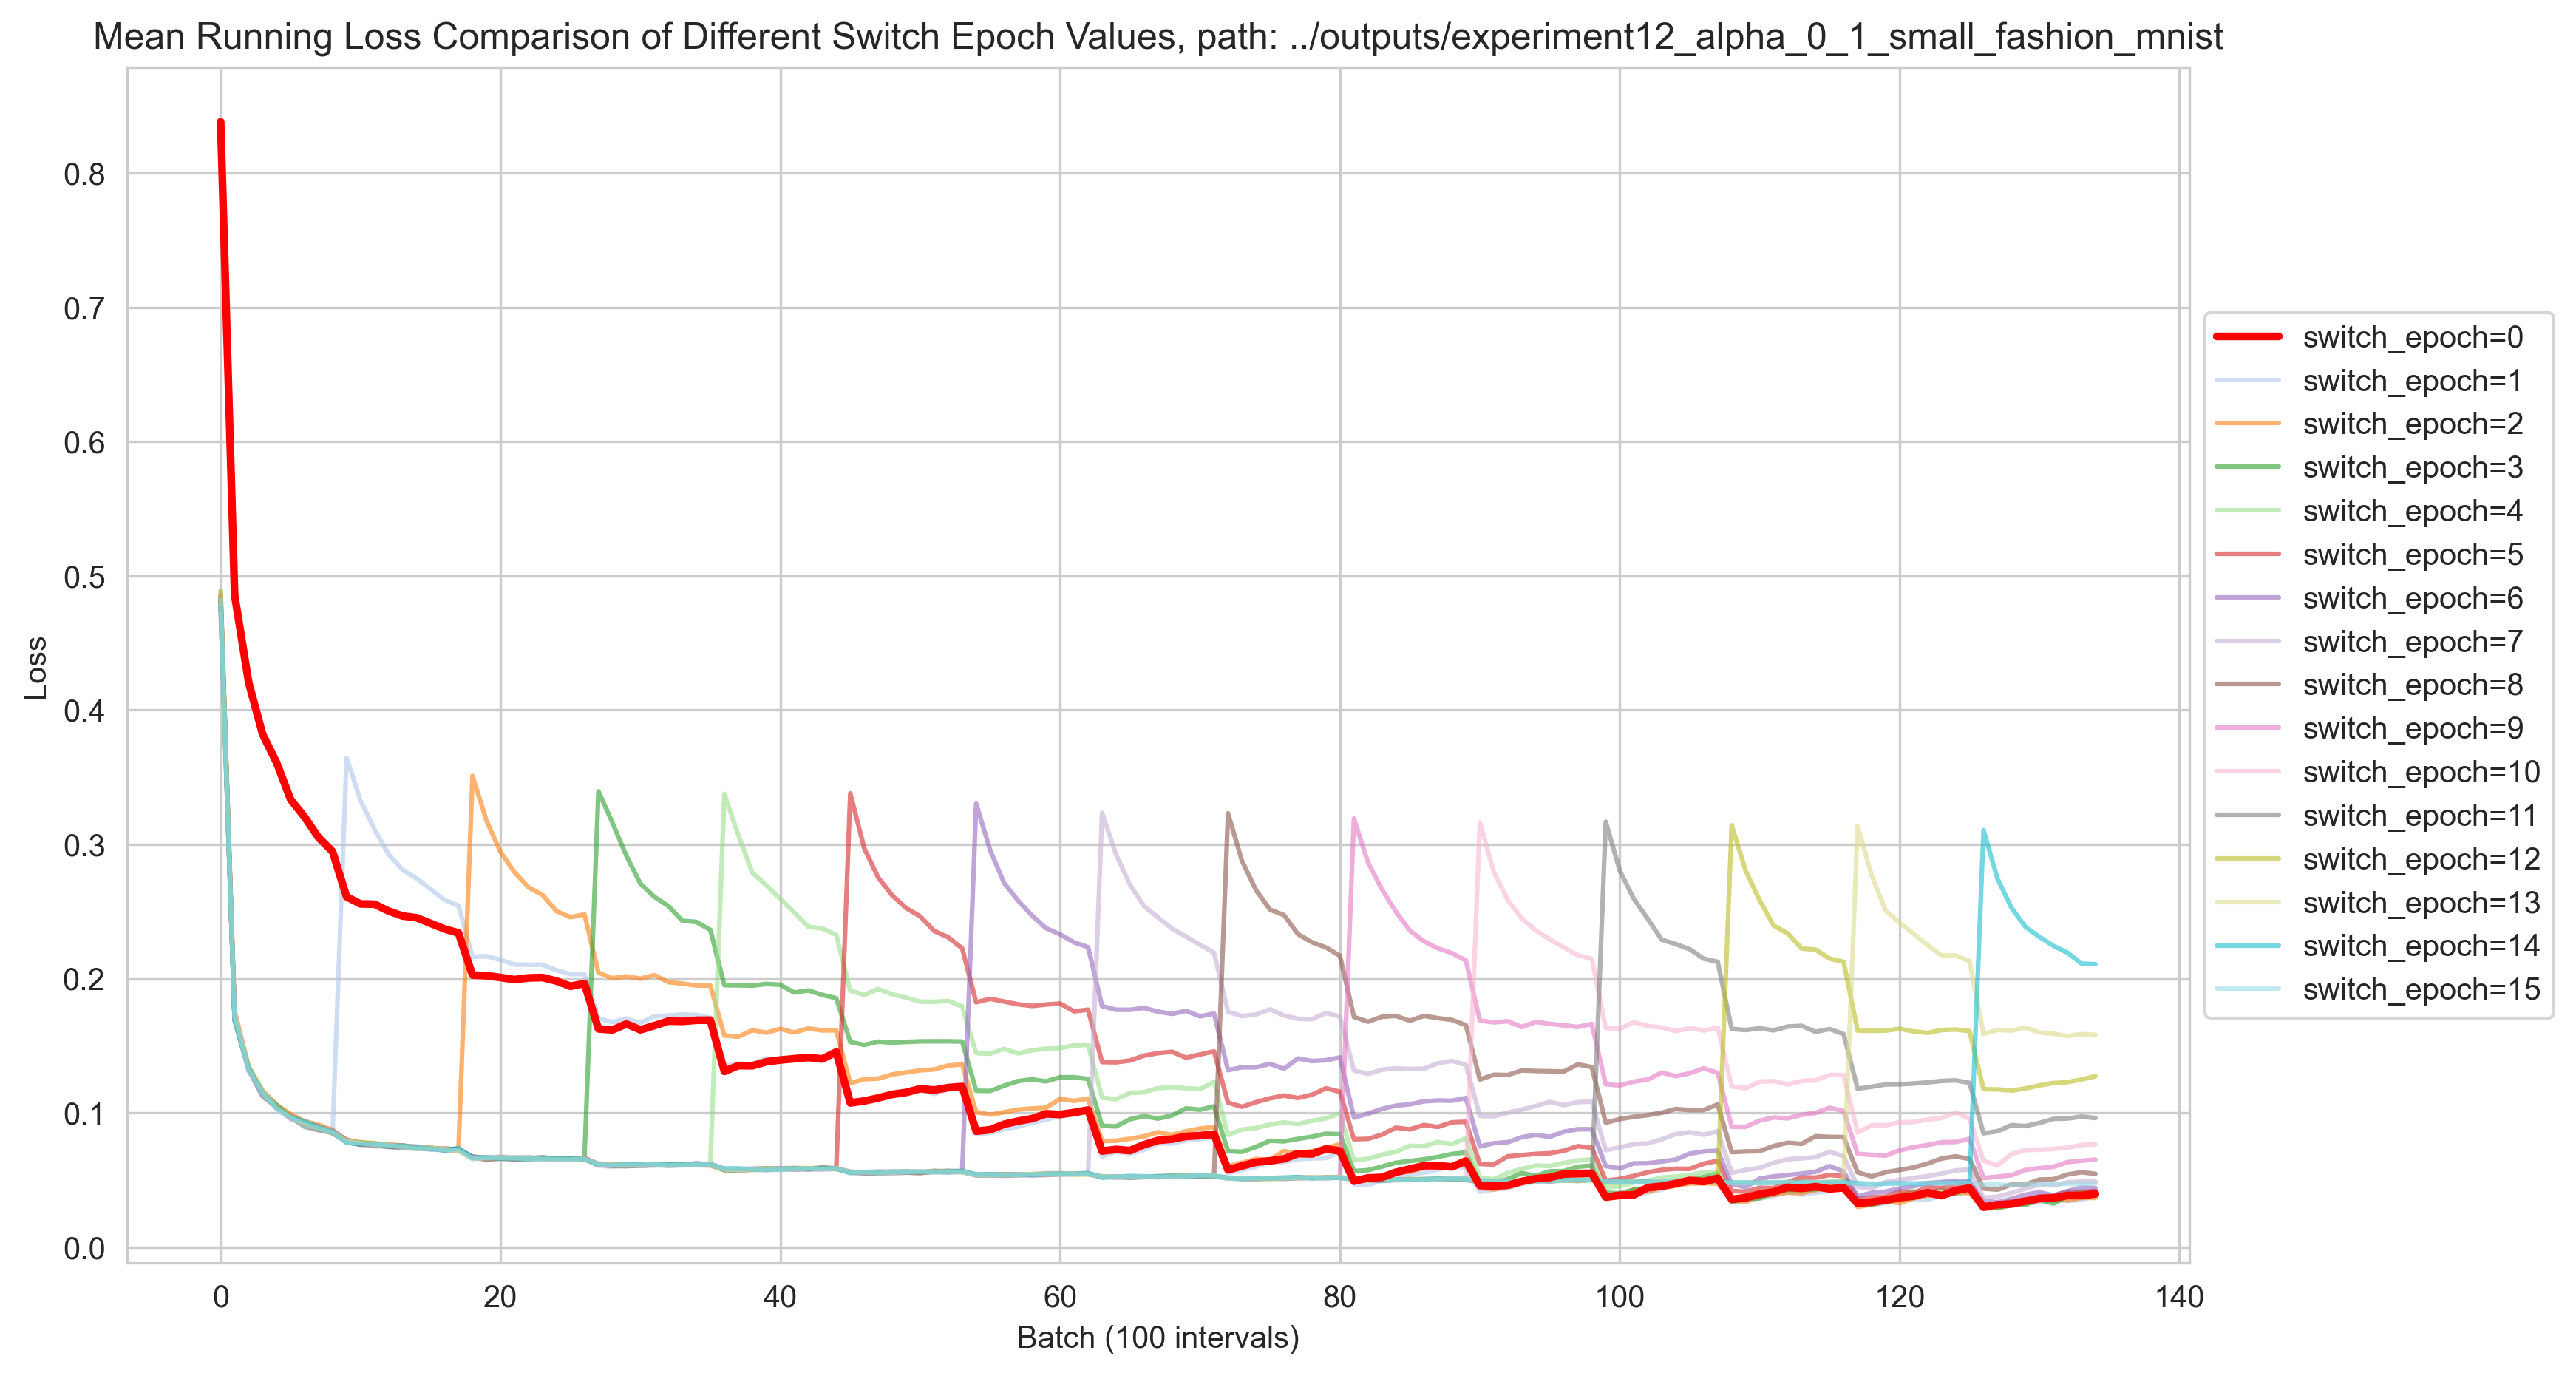 Mean Running Loss Comparison of Different Switch Epoch Values, path: ../outputs/experiment12_alpha_0_1_small_fashion_mnist
0.8
0.7
0.6
0.5
0.4
0.3
0.2
0.1
0.0
Loss
0 20 40 60 80 100 120 140
Batch (100 intervals)
switch_epoch=0
switch_epoch=1
switch_epoch=2
switch_epoch=3
switch_epoch=4
switch_epoch=5
switch_epoch=6
switch_epoch=7
switch_epoch=8
switch_epoch=9
switch_epoch=10
switch_epoch=11
switch_epoch=12
switch_epoch=13
switch_epoch=14
switch_epoch=15